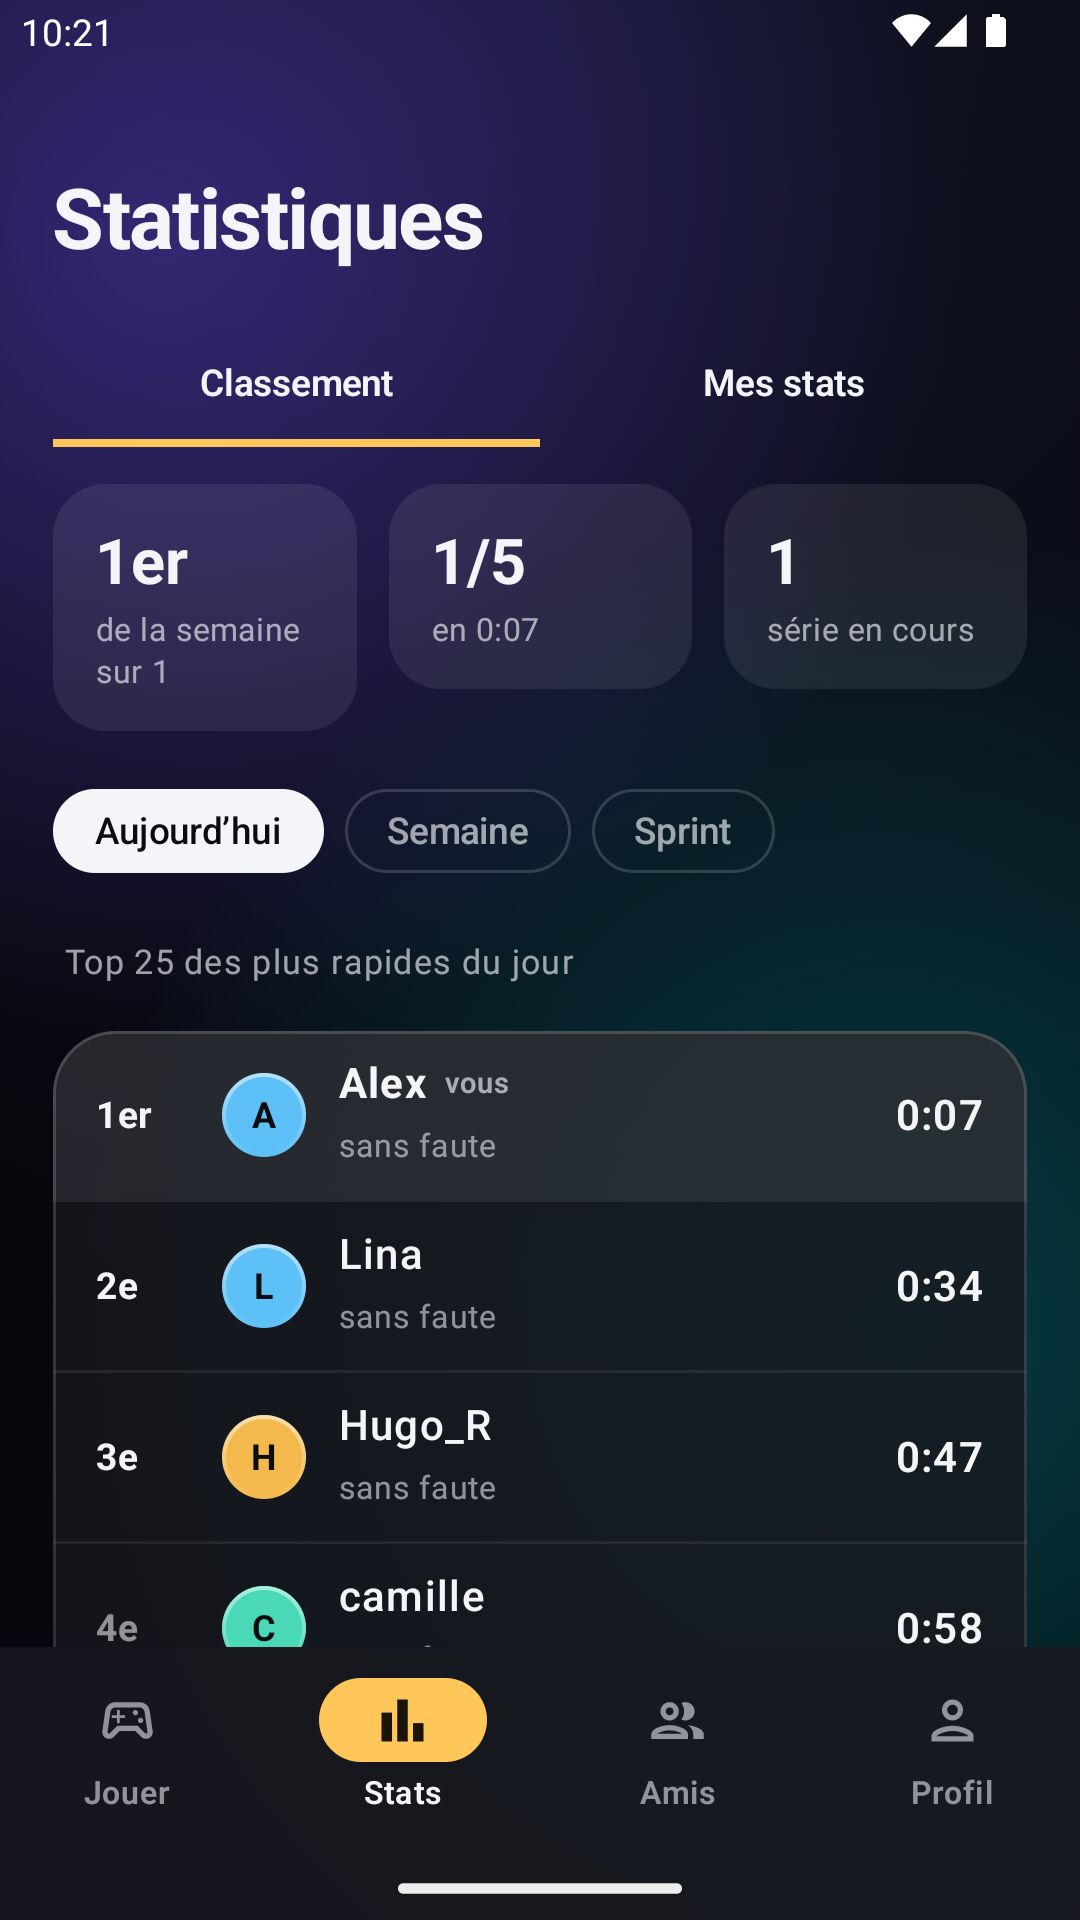 10:21
Statistiques
Classement
Mes stats
1er
de la semaine
sur 1
1/5
en 0:07
1
série en cours
Aujourd’hui
Semaine
Sprint
Top 25 des plus rapides du jour
1er
A
Alex vous
sans faute
0:07
2e
L
Lina
sans faute
0:34
3e
H
Hugo_R
sans faute
0:47
4e
C
camille
0:58
Jouer
Stats
Amis
Profil